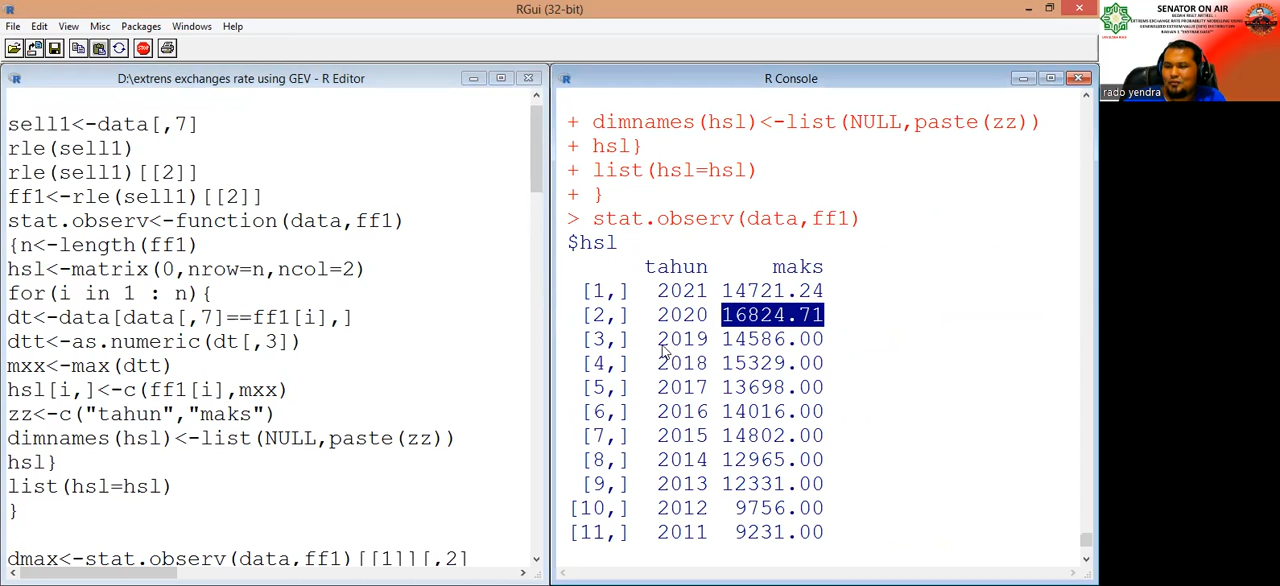 RGui (32-bit)
File Edit View Misc Packages Windows Help
STOP
D:\extrens exchanges rate using GEV - R Editor
sell1<-data[,7]
rle(sell1)
rle(sell1)[[2]]
ff1<-rle(sell1)[[2]]
stat.observ<-function(data,ff1)
{n<-length(ff1)
hsl<-matrix(0,nrow=n,ncol=2)
for(i in 1 : n){
dt<-data[data[,7]==ff1[i],]
dtt<-as.numeric(dt[,3])
mxx<-max(dtt)
hsl[i,]<-c(ff1[i],mxx)
zz<-c("tahun","maks")
dimnames(hsl)<-list(NULL,paste(zz))
hsl}
list(hsl=hsl)
}
dmax<-stat.observ(data,ff1)[[1]][,2]
R Console
+ dimnames(hsl)<-list(NULL,paste(zz))
+ hsl}
+ list(hsl=hsl)
+ }
> stat.observ(data,ff1)
$hsl
tahun maks
[1,] 2021 14721.24
[2,] 2020 16824.71
[3,] 2019 14586.00
[4,] 2018 15329.00
[5,] 2017 13698.00
[6,] 2016 14016.00
[7,] 2015 14802.00
[8,] 2014 12965.00
[9,] 2013 12331.00
[10,] 2012 9756.00
[11,] 2011 9231.00
SENATOR ON AIR
rado yendra